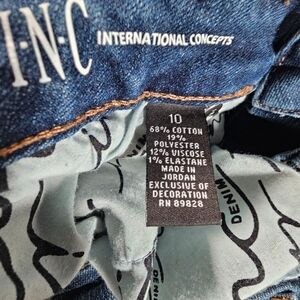 I·N·C
INTERNATIONAL CONCEPTS
10
68% COTTON
19%
POLYESTER
12% VISCOSE
1% ELASTANE
MADE IN
JORDAN
EXCLUSIVE OF
DECORATION
RN 89828
DENIM